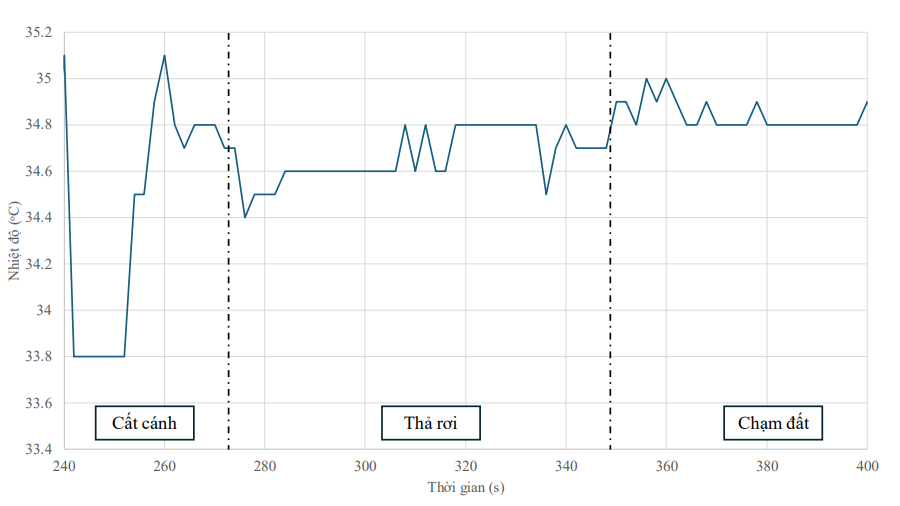 35.2
35
34.8
34.6
34.4
34.2
34
33.8
33.6
33.4
Nhiệt độ (ᵒC)
Cất cánh
Thả rơi
Chạm đất
240 260 280 300 320 340 360 380 400
Thời gian (s)